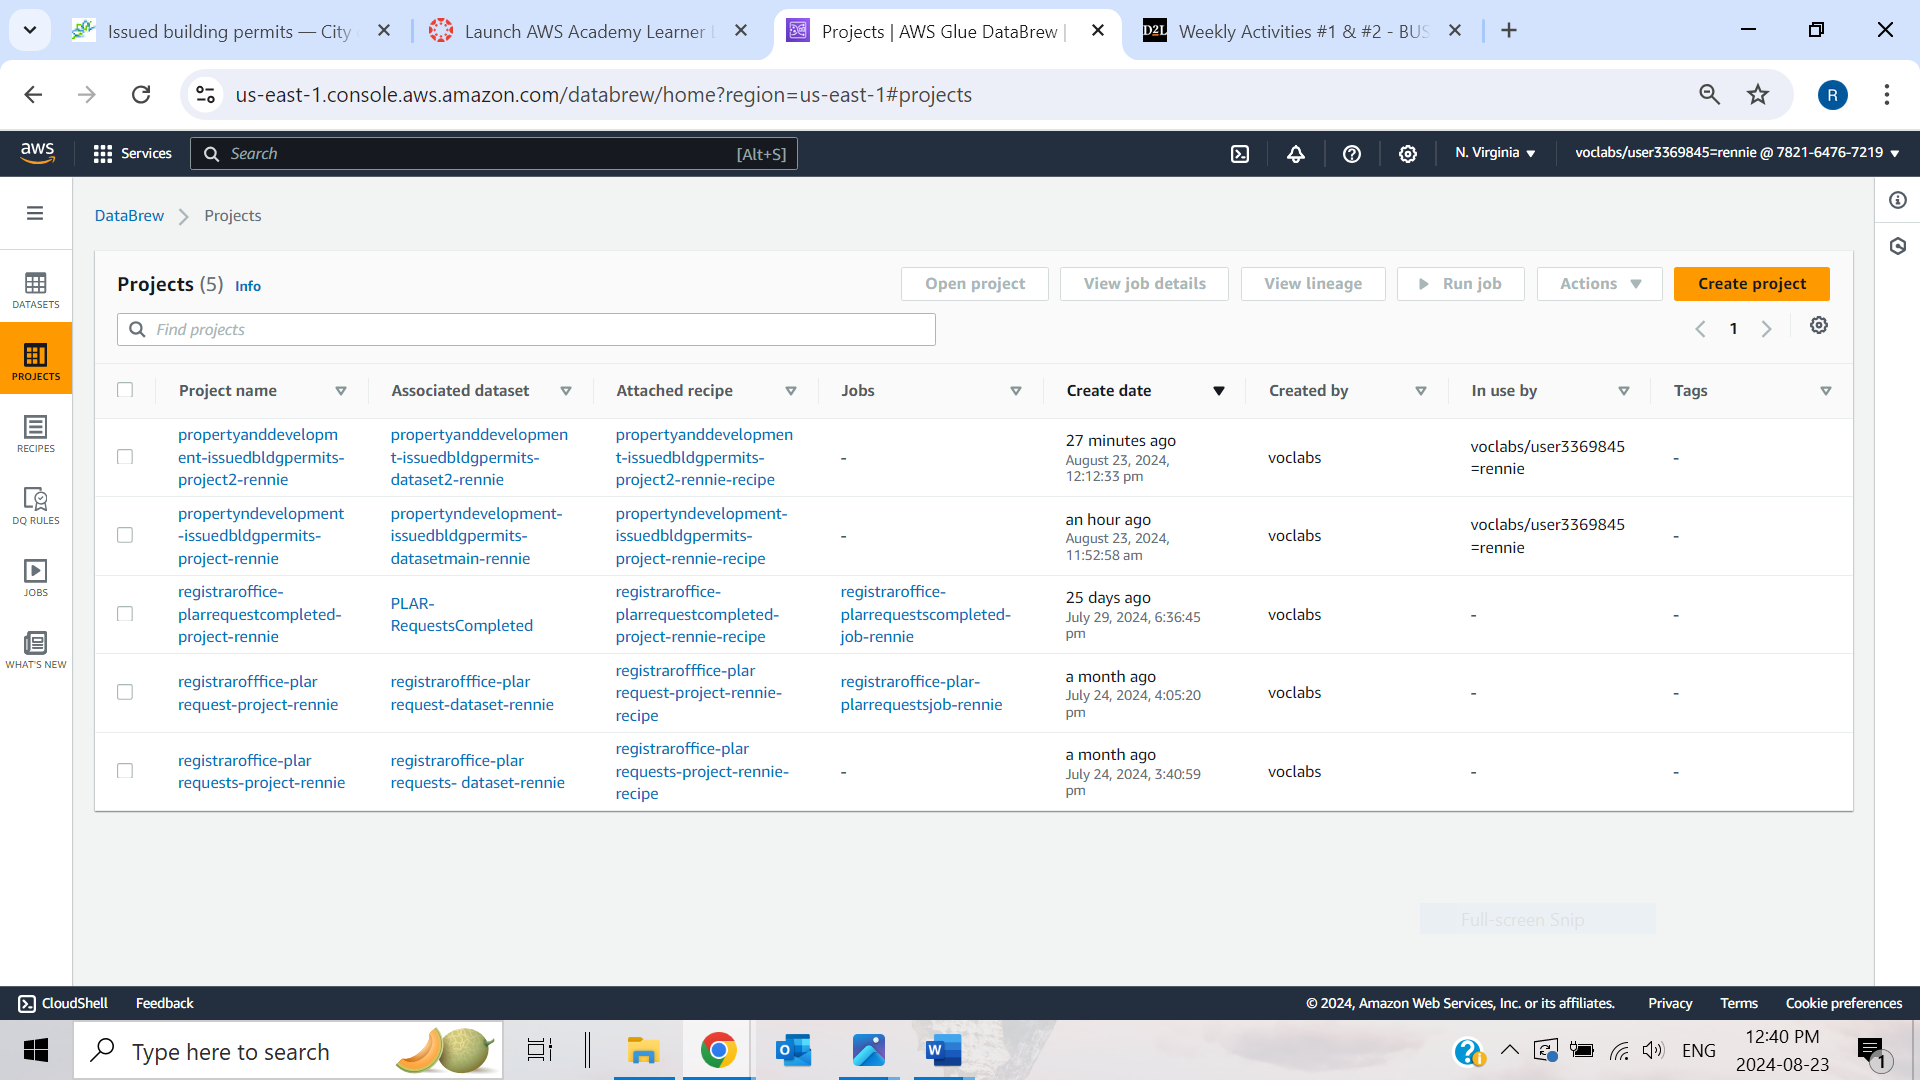 Issued building permits — City
Launch AWS Academy Learner L
Projects | AWS Glue DataBrew |
D2L
Weekly Activities #1 & #2 - BUS
us-east-1.console.aws.amazon.com/databrew/home?region=us-east-1#projects
R
aws
Services
Search
[Alt+S]
N. Virginia
voclabs/user3369845=rennie @ 7821-6476-7219
DataBrew
Projects
DATASETS
PROJECTS
RECIPES
DQ RULES
JOBS
WHAT'S NEW
Projects (5) Info
Open project
View job details
View lineage
Run job
Actions
Create project
Find projects
1
Project name
Associated dataset
Attached recipe
Jobs
Create date
Created by
In use by
Tags
propertyanddevelopm
ent-issuedbldgpermits-
project2-rennie
propertyanddevelopmen
t-issuedbldgpermits-
dataset2-rennie
propertyanddevelopmen
t-issuedbldgpermits-
project2-rennie-recipe
-
27 minutes ago
August 23, 2024,
12:12:33 pm
voclabs
voclabs/user3369845
=rennie
-
propertyndevelopment
-issuedbldgpermits-
project-rennie
propertyndevelopment-
issuedbldgpermits-
datasetmain-rennie
propertyndevelopment-
issuedbldgpermits-
project-rennie-recipe
-
an hour ago
August 23, 2024,
11:52:58 am
voclabs
voclabs/user3369845
=rennie
-
registraroffice-
plarrequestcompleted-
project-rennie
PLAR-
RequestsCompleted
registraroffice-
plarrequestcompleted-
project-rennie-recipe
registraroffice-
plarrequestscompleted-
job-rennie
25 days ago
July 29, 2024, 6:36:45
pm
voclabs
-
-
registrarofffice-plar
request-project-rennie
registrarofffice-plar
request-dataset-rennie
registrarofffice-plar
request-project-rennie-
recipe
registraroffice-plar-
plarrequestsjob-rennie
a month ago
July 24, 2024, 4:05:20
pm
voclabs
-
-
registraroffice-plar
requests-project-rennie
registraroffice-plar
requests- dataset-rennie
registraroffice-plar
requests-project-rennie-
recipe
-
a month ago
July 24, 2024, 3:40:59
pm
voclabs
-
-
Full-screen Snip
CloudShell
Feedback
© 2024, Amazon Web Services, Inc. or its affiliates.
Privacy
Terms
Cookie preferences
Type here to search
ENG
12:40 PM
2024-08-23
1